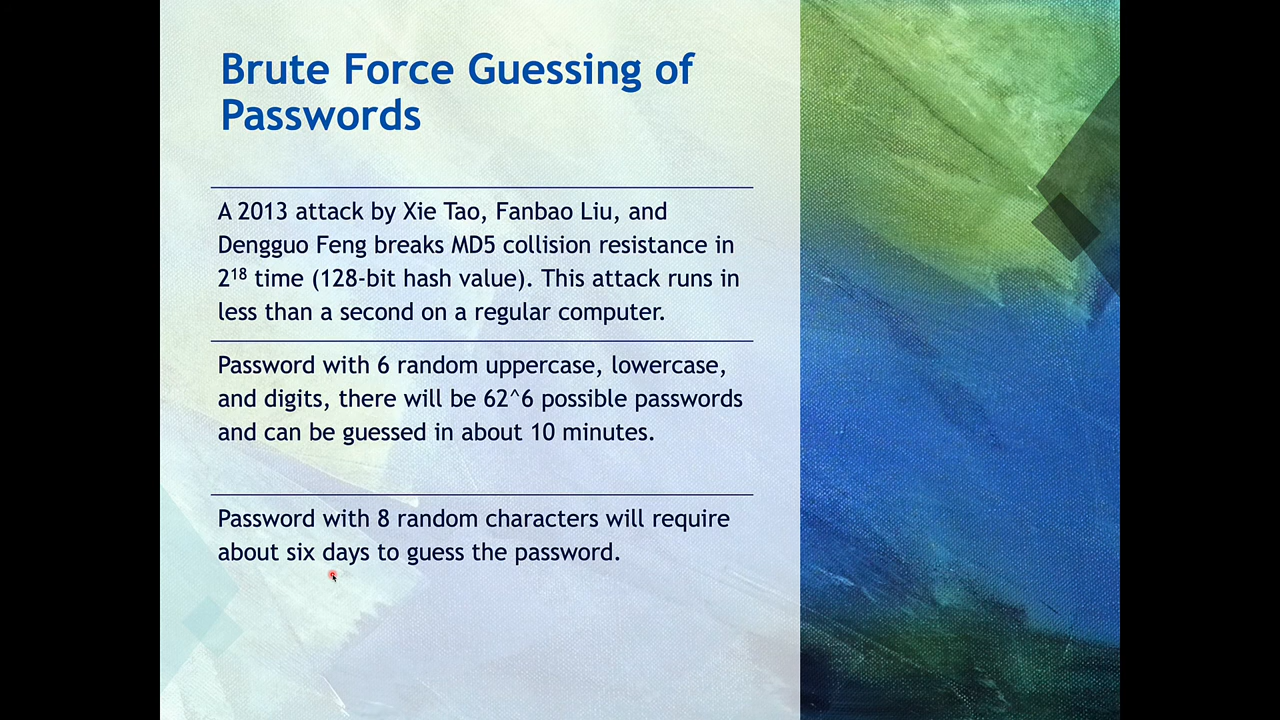 Brute Force Guessing of
Passwords
A 2013 attack by Xie Tao, Fanbao Liu, and
Dengguo Feng breaks MD5 collision resistance in
2¹⁸ time (128-bit hash value). This attack runs in
less than a second on a regular computer.
Password with 6 random uppercase, lowercase,
and digits, there will be 62^6 possible passwords
and can be guessed in about 10 minutes.
Password with 8 random characters will require
about six days to guess the password.